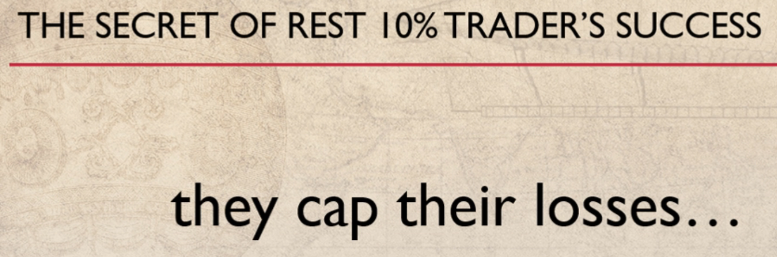 THE SECRET OF REST 10% TRADER'S SUCCESS
they cap their losses...